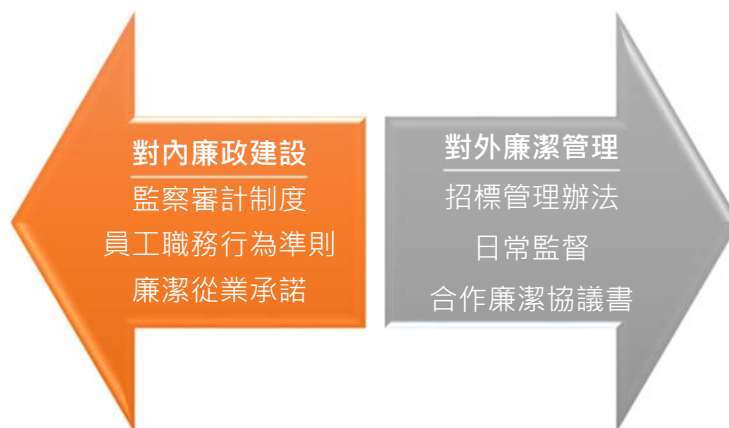 對內廉政建設
監察審計制度
員工職務行為準則
廉潔從業承諾
對外廉潔管理
招標管理辦法
日常監督
合作廉潔協議書